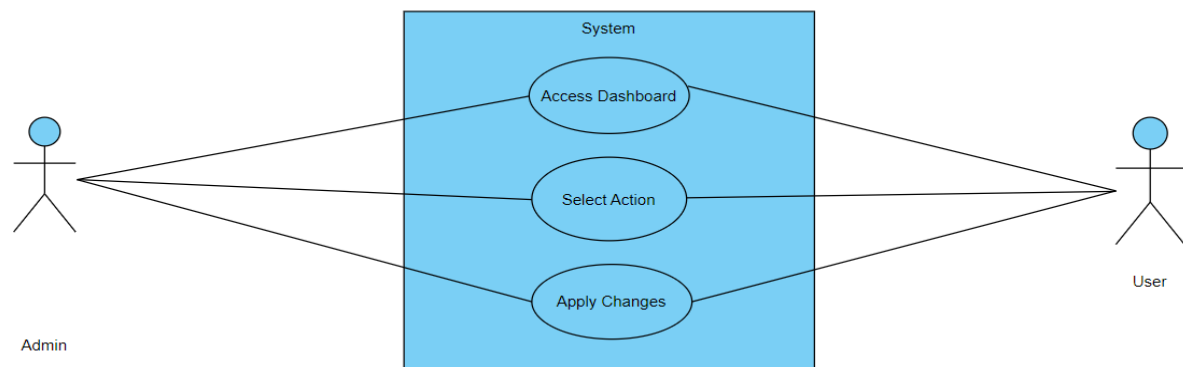 System
Access Dashboard
Select Action
Apply Changes
User
Admin